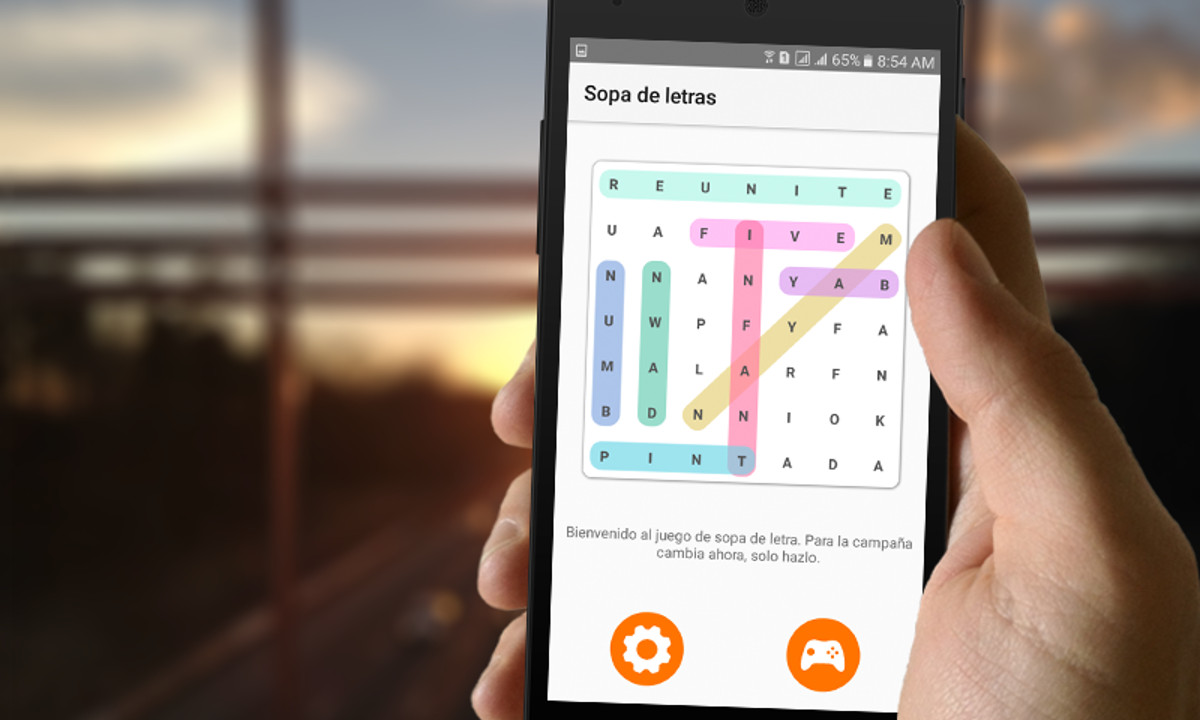 65% 8:54 AM
Sopa de letras
R E U N I T E
U A F I V E M
N N A N Y A B
U W P F Y F A
M A L A R F N
B D N N I O K
P I N T A D A
Bienvenido al juego de sopa de letra. Para la campaña
cambia ahora, solo hazlo.